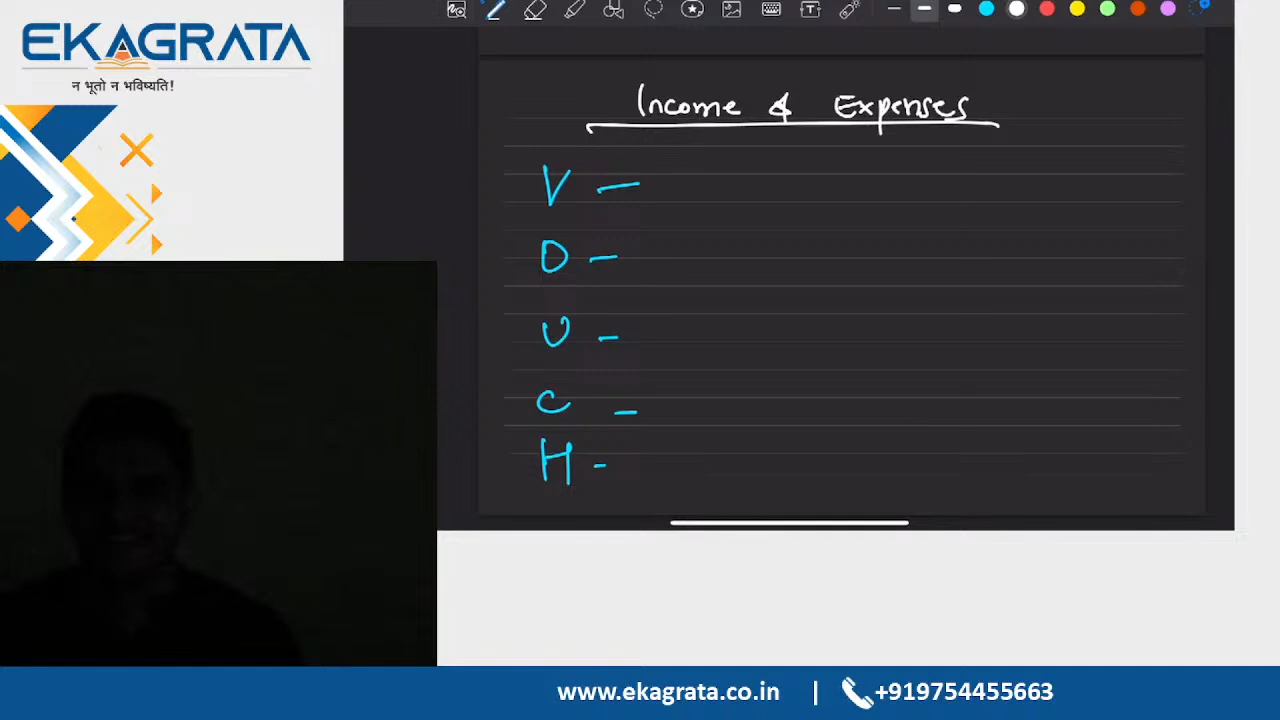 EKAGRATA
न भूतो न भविष्यति!
Income & Expenses
V –
D –
U –
C –
H –
www.ekagrata.co.in | +919754455663